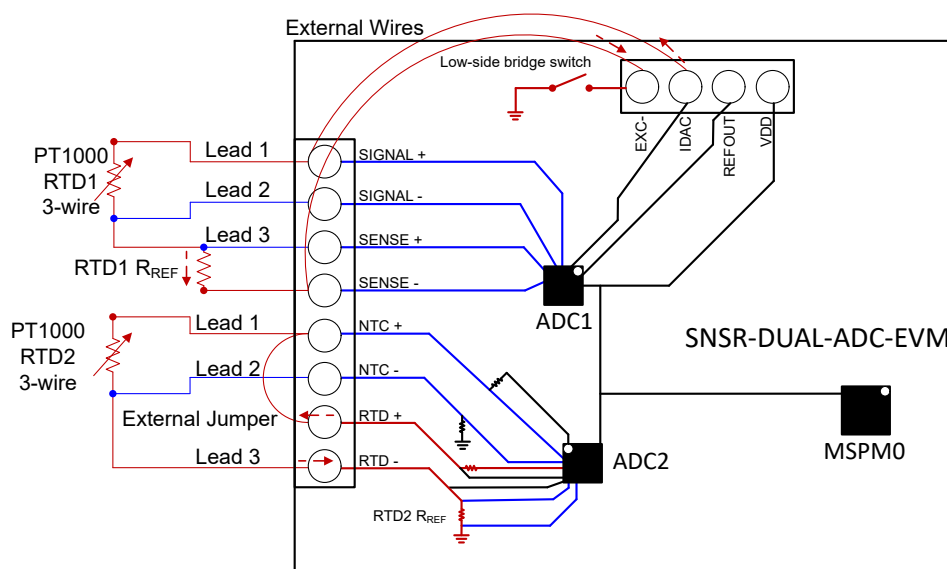 External Wires
Low-side bridge switch
EXC-
IDAC
REFOUT
VDD
PT1000
RTD1
3-wire
Lead 1
Lead 2
Lead 3
RTD1 RREF
SIGNAL +
SIGNAL -
SENSE +
SENSE -
ADC1
PT1000
RTD2
3-wire
Lead 1
Lead 2
External Jumper
Lead 3
NTC +
NTC -
RTD +
RTD -
RTD2 RREF
ADC2
SNSR-DUAL-ADC-EVM
MSPM0